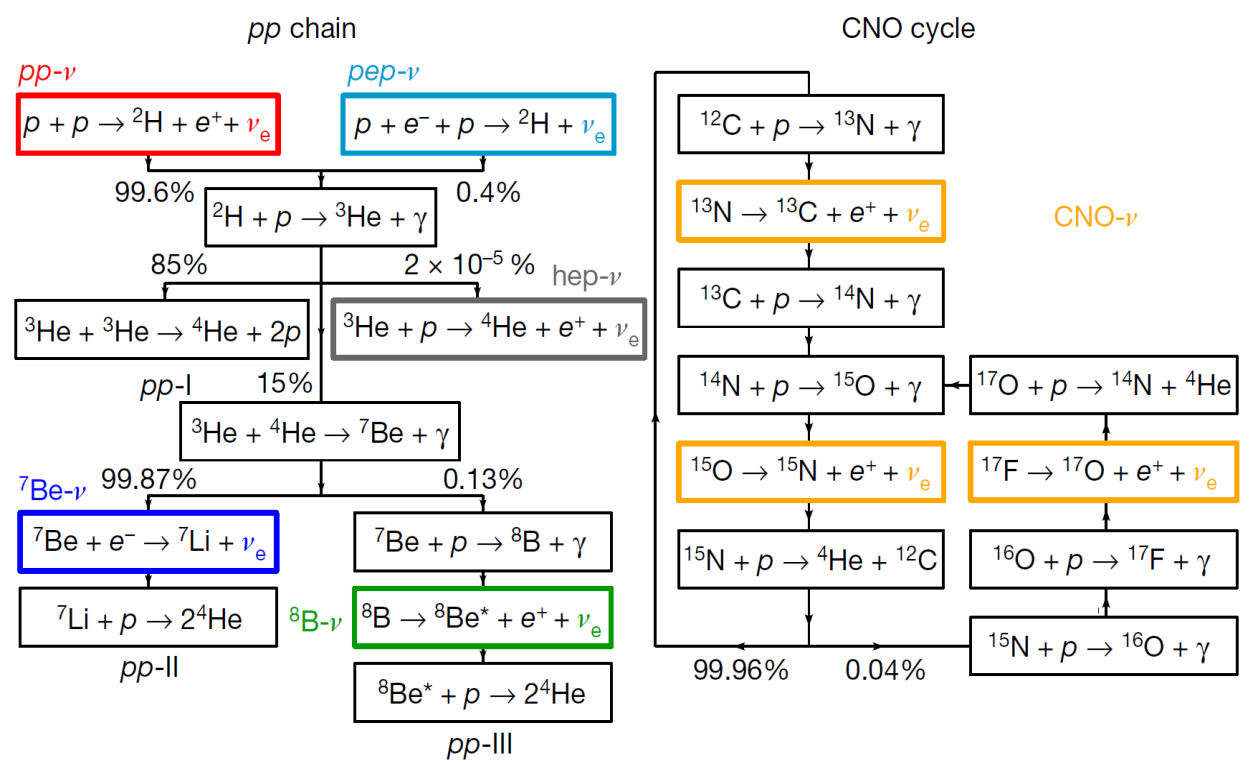 pp chain
pp-ν
pep-ν
p + p → ²H + e⁺ + νₑ
p + e⁻ + p → ²H + νₑ
99.6%
0.4%
²H + p → ³He + γ
85%
2 × 10⁻⁵ %
hep-ν
³He + ³He → ⁴He + 2p
³He + p → ⁴He + e⁺ + νₑ
pp-I
15%
³He + ⁴He → ⁷Be + γ
⁷Be-ν
99.87%
0.13%
⁷Be + e⁻ → ⁷Li + νₑ
⁷Be + p → ⁸B + γ
⁷Li + p → 2⁴He
⁸B-ν
⁸B → ⁸Be* + e⁺ + νₑ
pp-II
⁸Be* + p → 2⁴He
pp-III
CNO cycle
¹²C + p → ¹³N + γ
¹³N → ¹³C + e⁺ + νₑ
CNO-ν
¹³C + p → ¹⁴N + γ
¹⁴N + p → ¹⁵O + γ
¹⁷O + p → ¹⁴N + ⁴He
¹⁵O → ¹⁵N + e⁺ + νₑ
¹⁷F → ¹⁷O + e⁺ + νₑ
¹⁵N + p → ⁴He + ¹²C
¹⁶O + p → ¹⁷F + γ
¹⁵N + p → ¹⁶O + γ
99.96%
0.04%